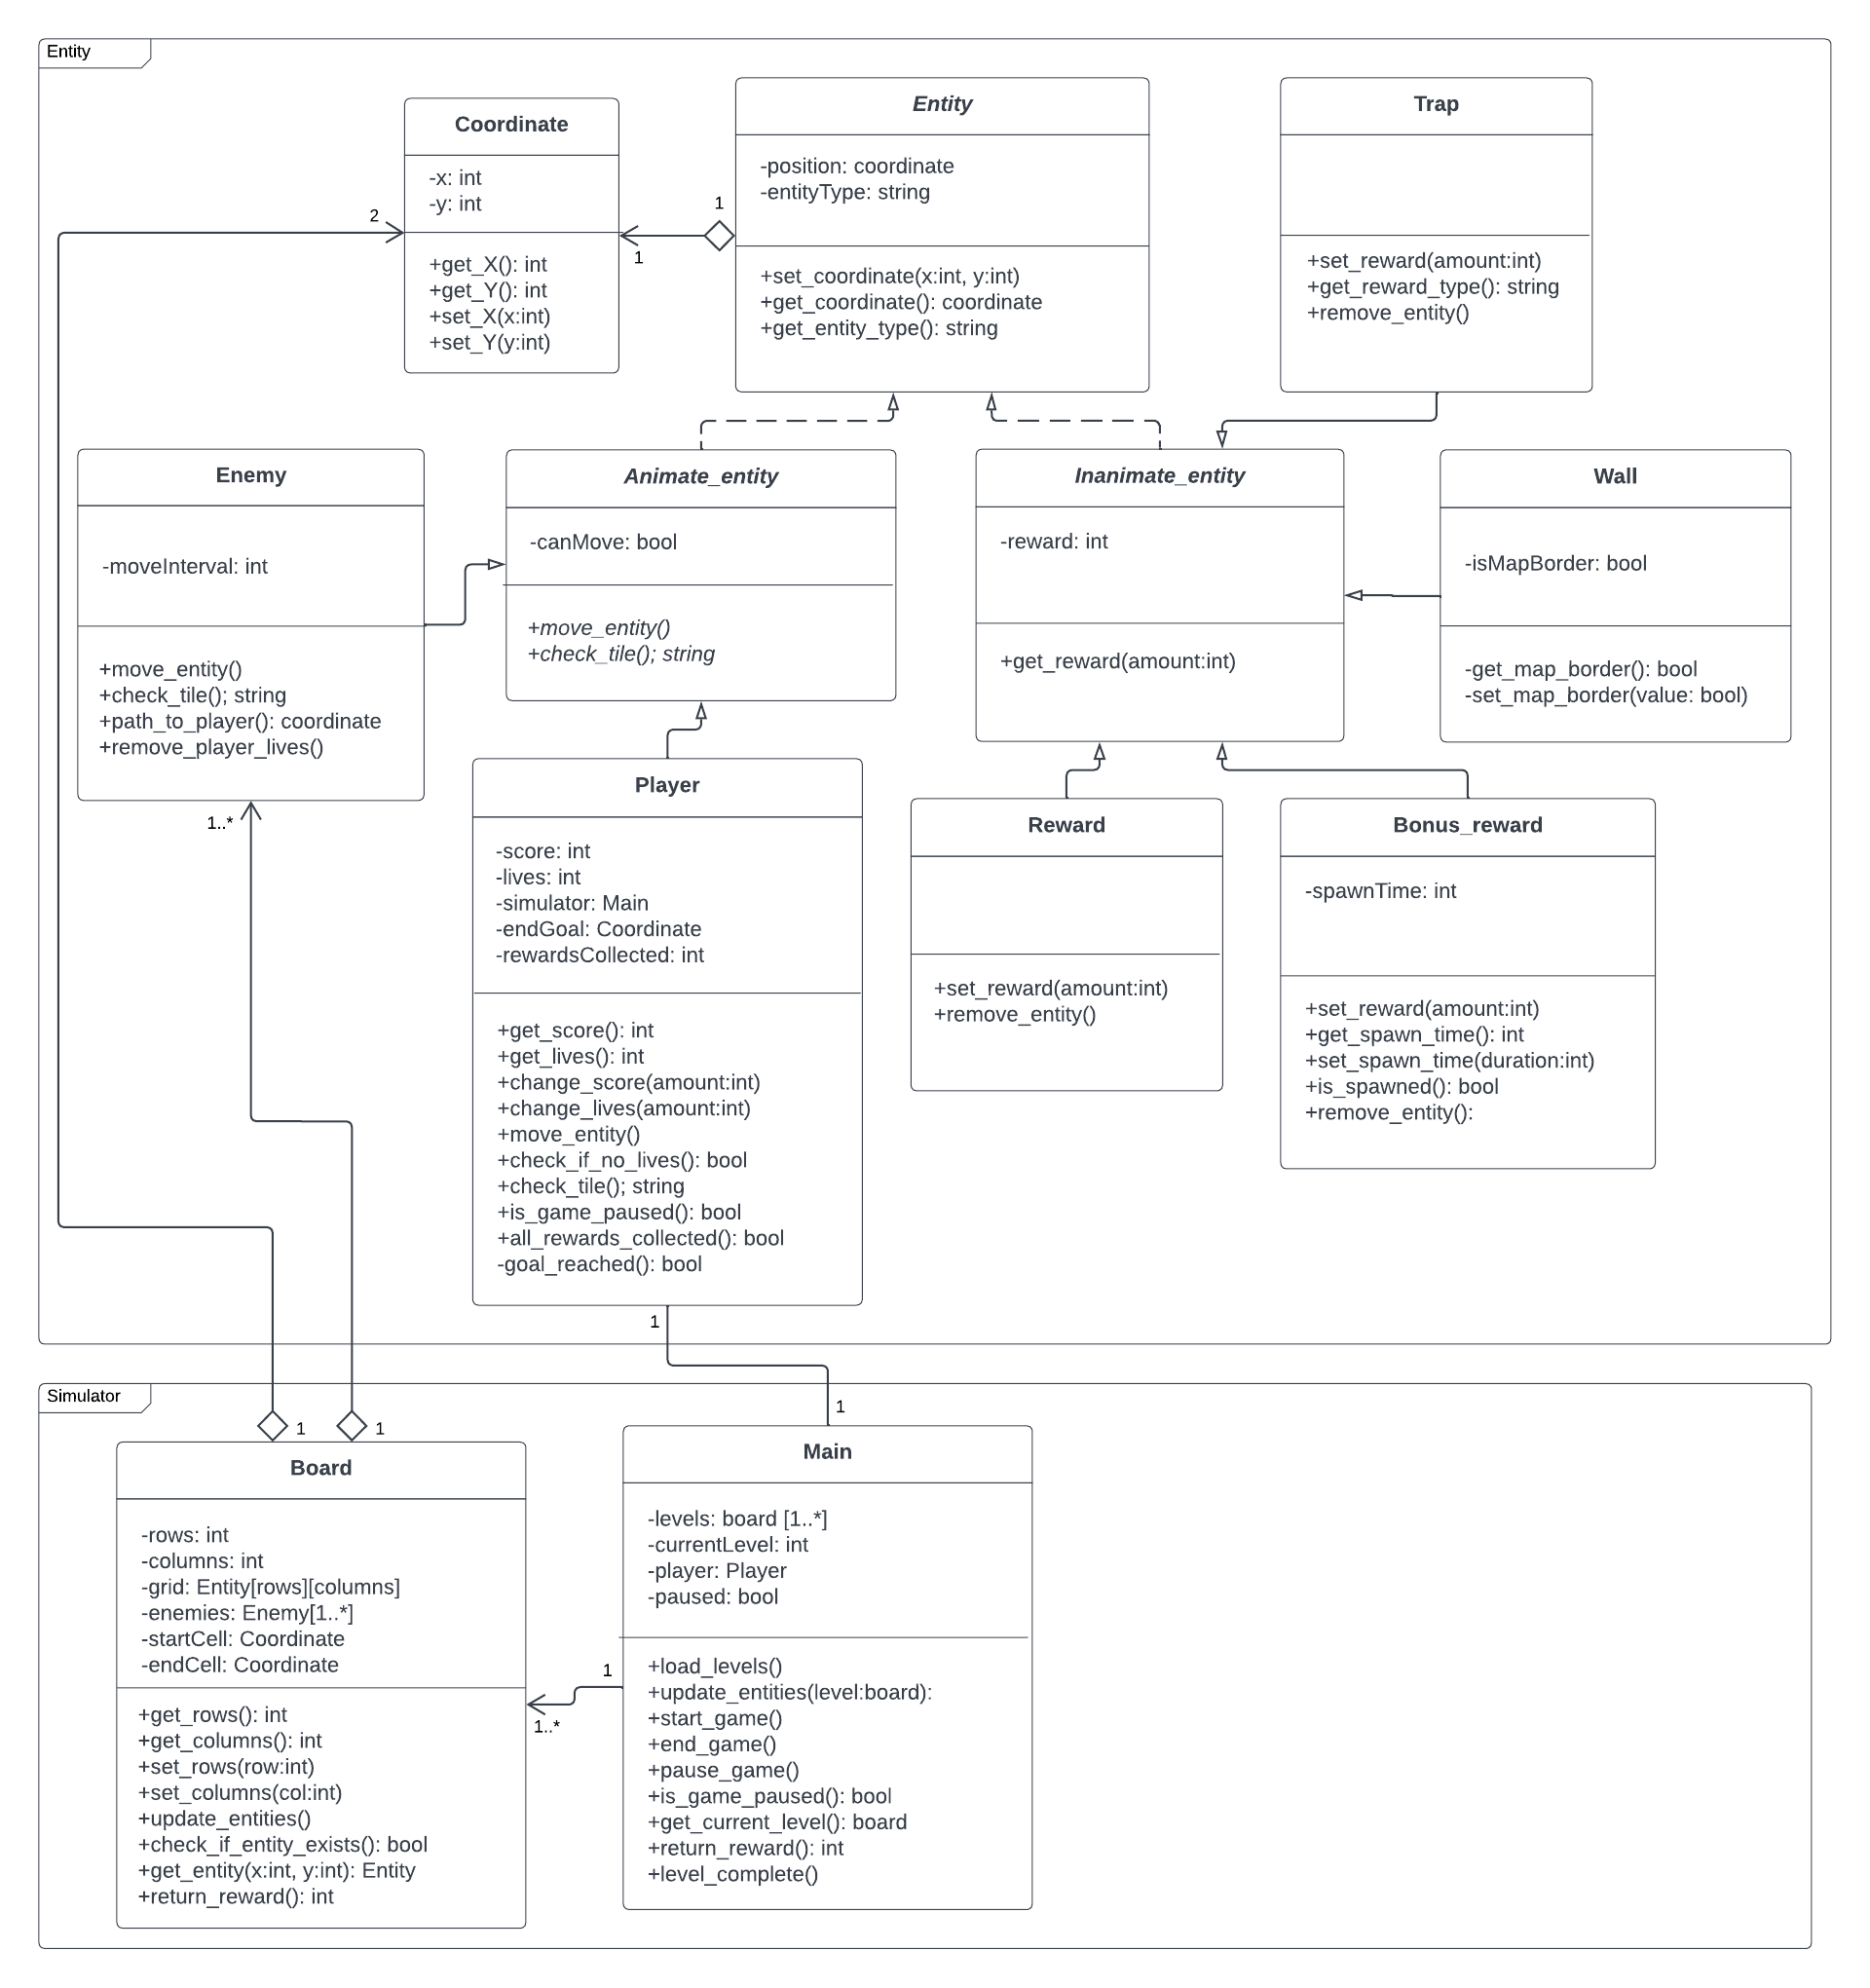 Entity
Coordinate
-x: int
-y: int
+get_X(): int
+get_Y(): int
+set_X(x:int)
+set_Y(y:int)
2
1
1
Entity
-position: coordinate
-entityType: string
+set_coordinate(x:int, y:int)
+get_coordinate(): coordinate
+get_entity_type(): string
Trap
+set_reward(amount:int)
+get_reward_type(): string
+remove_entity()
Enemy
-moveInterval: int
+move_entity()
+check_tile(); string
+path_to_player(): coordinate
+remove_player_lives()
1..*
Animate_entity
-canMove: bool
+move_entity()
+check_tile(); string
Inanimate_entity
-reward: int
+get_reward(amount:int)
Wall
-isMapBorder: bool
-get_map_border(): bool
-set_map_border(value: bool)
Player
-score: int
-lives: int
-simulator: Main
-endGoal: Coordinate
-rewardsCollected: int
+get_score(): int
+get_lives(): int
+change_score(amount:int)
+change_lives(amount:int)
+move_entity()
+check_if_no_lives(): bool
+check_tile(); string
+is_game_paused(): bool
+all_rewards_collected(): bool
-goal_reached(): bool
1
Reward
+set_reward(amount:int)
+remove_entity()
Bonus_reward
-spawnTime: int
+set_reward(amount:int)
+get_spawn_time(): int
+set_spawn_time(duration:int)
+is_spawned(): bool
+remove_entity():
Simulator
1
1
1
Board
-rows: int
-columns: int
-grid: Entity[rows][columns]
-enemies: Enemy[1..*]
-startCell: Coordinate
-endCell: Coordinate
+get_rows(): int
+get_columns(): int
+set_rows(row:int)
+set_columns(col:int)
+update_entities()
+check_if_entity_exists(): bool
+get_entity(x:int, y:int): Entity
+return_reward(): int
1
1..*
Main
-levels: board [1..*]
-currentLevel: int
-player: Player
-paused: bool
+load_levels()
+update_entities(level:board):
+start_game()
+end_game()
+pause_game()
+is_game_paused(): bool
+get_current_level(): board
+return_reward(): int
+level_complete()